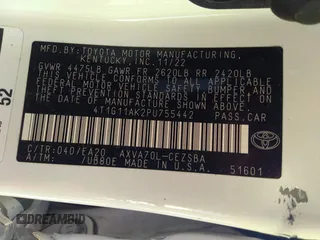 MFD.BY:TOYOTA MOTOR MANUFACTURING,
KENTUCKY,INC. 11/22
GVWR 4475LB GAWR FR 2620LB RR 2420LB
THIS VEHICLE CONFORMS TO ALL APPLICABLE
FEDERAL MOTOR VEHICLE SAFETY BUMPER, AND
THEFT PREVENTION STANDARDS IN EFFECT ON
THE DATE OF MANUFACTURE SHOWN ABOVE.
4T1G11AK2PU755442 PASS.CAR
C/TR:040/EA20 AXVA70L-CEZSBA
A/TM: /UB80E MADE IN U.S.A. 51601
TOYOTA
52
DREAMBID